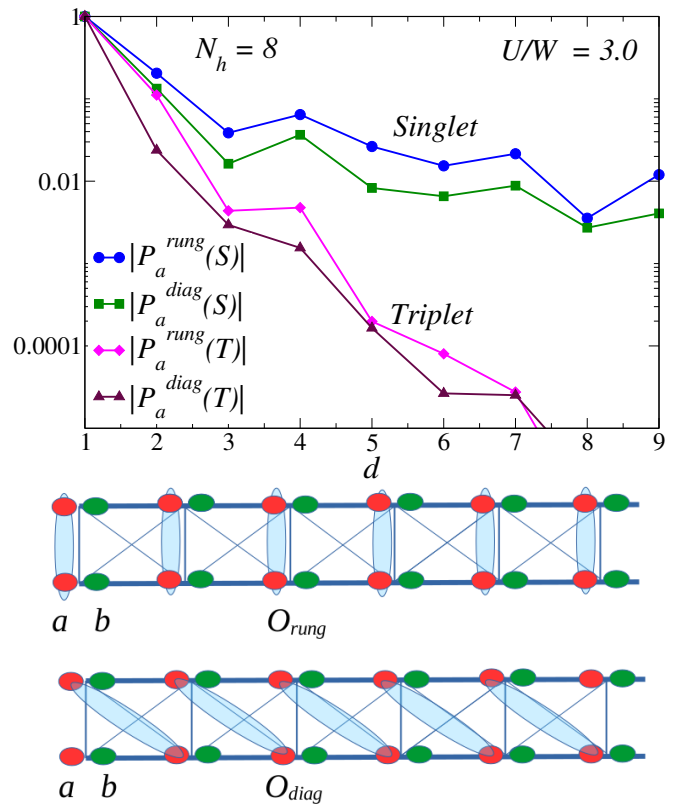 1
N_h = 8
U/W = 3.0
Singlet
0.01
|P_a^rung(S)|
|P_a^diag(S)|
Triplet
|P_a^rung(T)|
0.0001
|P_a^diag(T)|
1 2 3 4 5 6 7 8 9
d
a b O_rung
a b O_diag